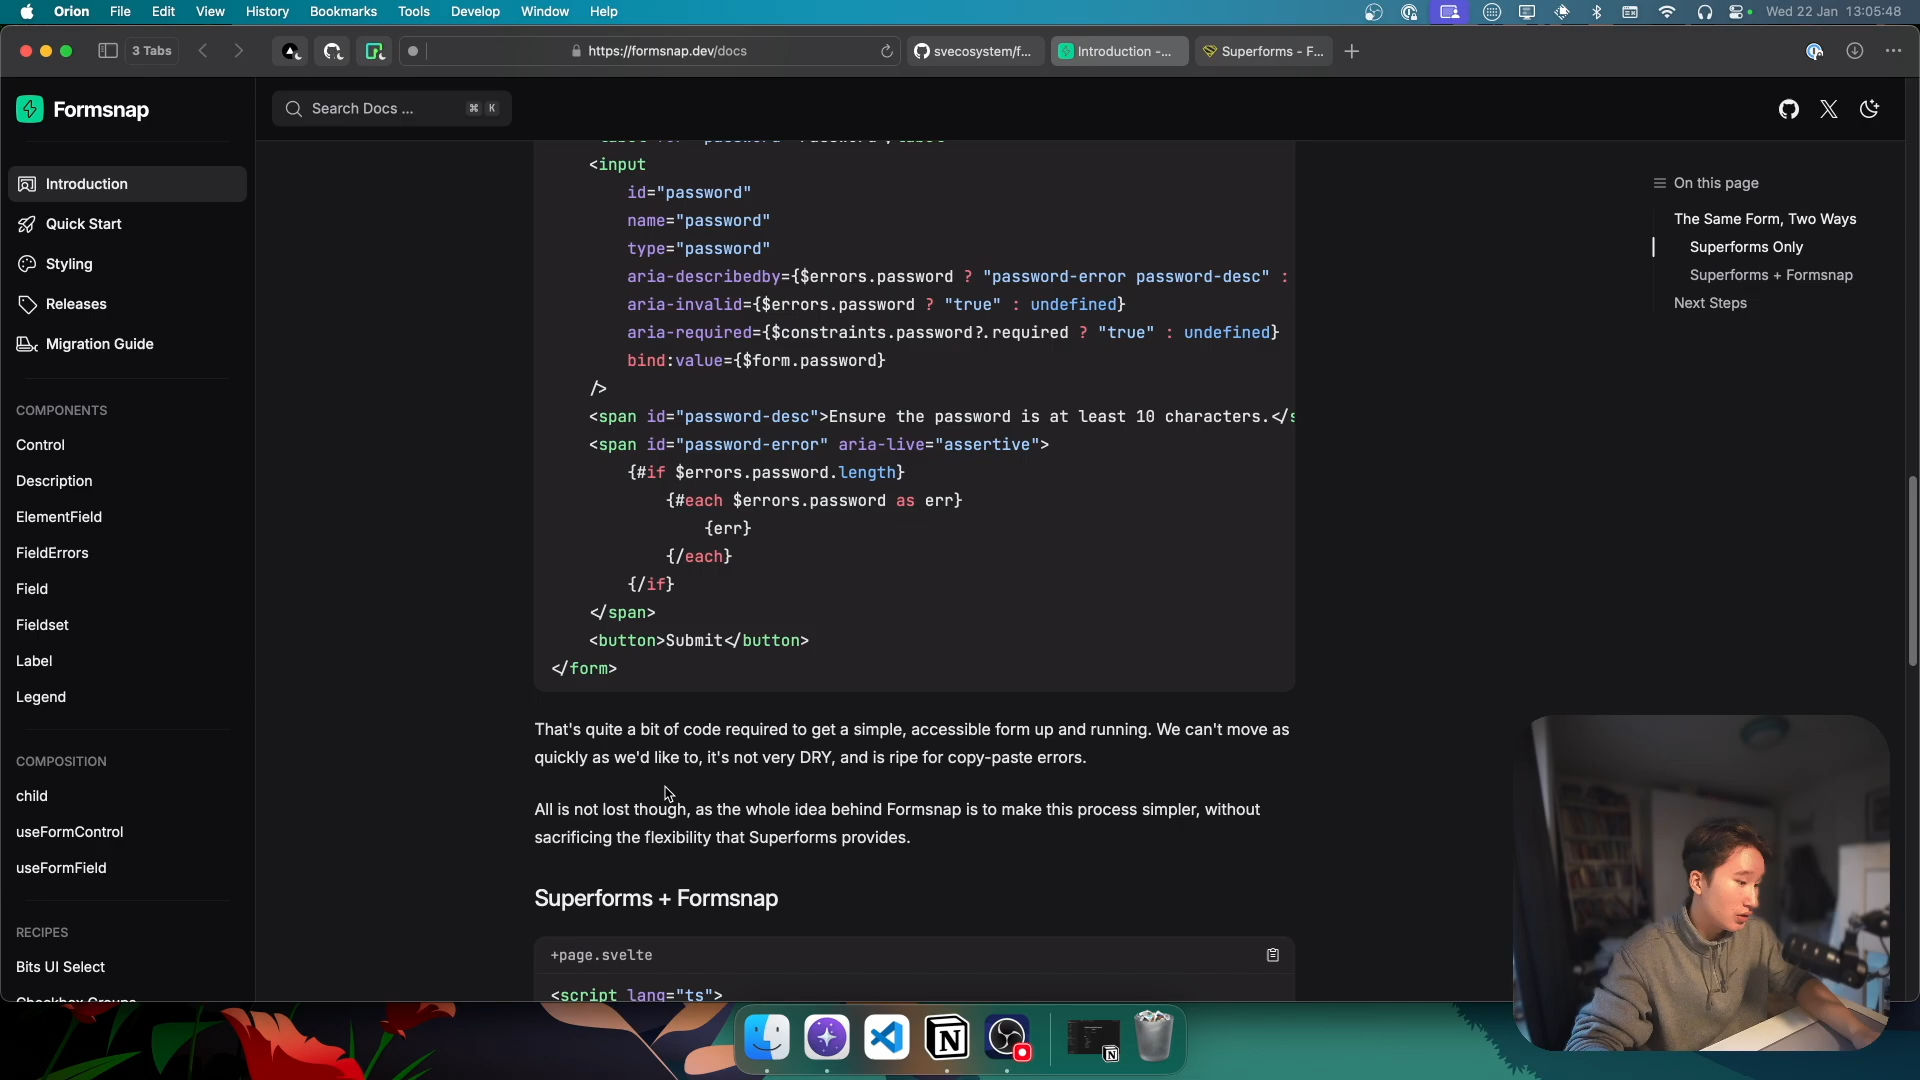 Orion File Edit View History Bookmarks Tools Develop Window Help
Wed 22 Jan 13:05:48
3 Tabs
https://formsnap.dev/docs
svecosystem/f...
Introduction -...
Superforms - F...
Formsnap
Search Docs ...
⌘ K
Introduction
Quick Start
Styling
Releases
Migration Guide
COMPONENTS
Control
Description
ElementField
FieldErrors
Field
Fieldset
Label
Legend
COMPOSITION
child
useFormControl
useFormField
RECIPES
Bits UI Select
Checkbox Groups
<input
id="password"
name="password"
type="password"
aria-describedby={$errors.password ? "password-error password-desc" :
aria-invalid={$errors.password ? "true" : undefined}
aria-required={$constraints.password?.required ? "true" : undefined}
bind:value={$form.password}
/>
<span id="password-desc">Ensure the password is at least 10 characters.</s
<span id="password-error" aria-live="assertive">
{#if $errors.password.length}
{#each $errors.password as err}
{err}
{/each}
{/if}
</span>
<button>Submit</button>
</form>
That's quite a bit of code required to get a simple, accessible form up and running. We can't move as
quickly as we'd like to, it's not very DRY, and is ripe for copy-paste errors.
All is not lost though, as the whole idea behind Formsnap is to make this process simpler, without
sacrificing the flexibility that Superforms provides.
Superforms + Formsnap
+page.svelte
<script lang="ts">
On this page
The Same Form, Two Ways
Superforms Only
Superforms + Formsnap
Next Steps